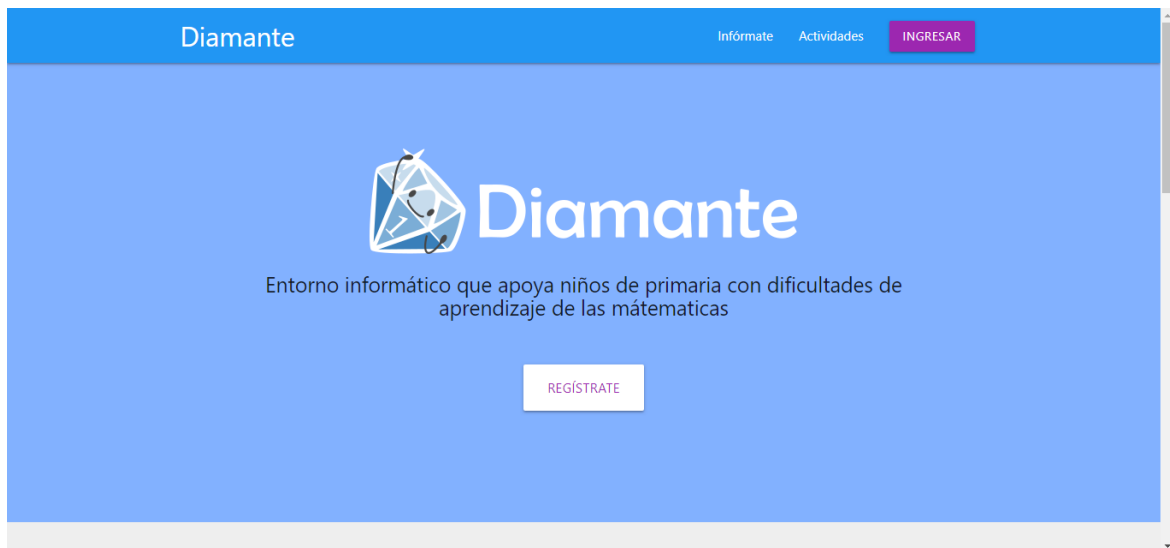 Diamante
Infórmate
Actividades
INGRESAR
1
Diamante
Entorno informático que apoya niños de primaria con dificultades de
aprendizaje de las mátematicas
REGÍSTRATE